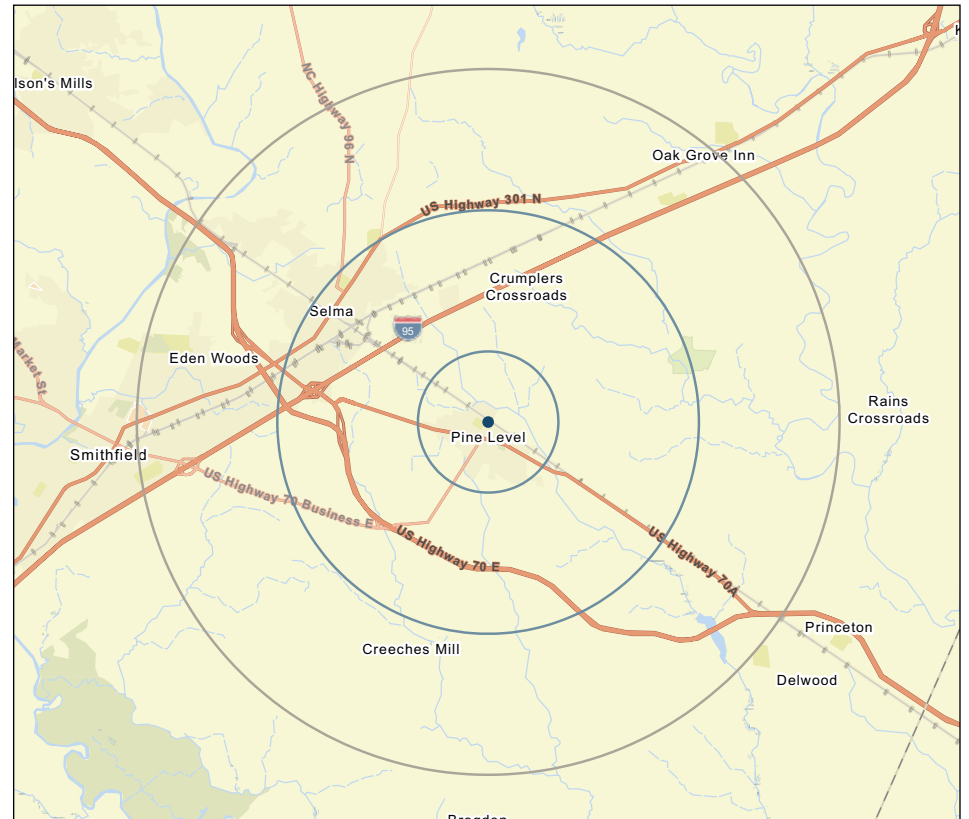 K
lson's Mills
NC Highway 96 N
Oak Grove Inn
US Highway 301 N
Crumplers
Crossroads
Selma
95
Eden Woods
Market St
Rains
Crossroads
Pine Level
Smithfield
US Highway 70 Business E
US Highway 70 E
US Highway 70A
Princeton
Creeches Mill
Delwood